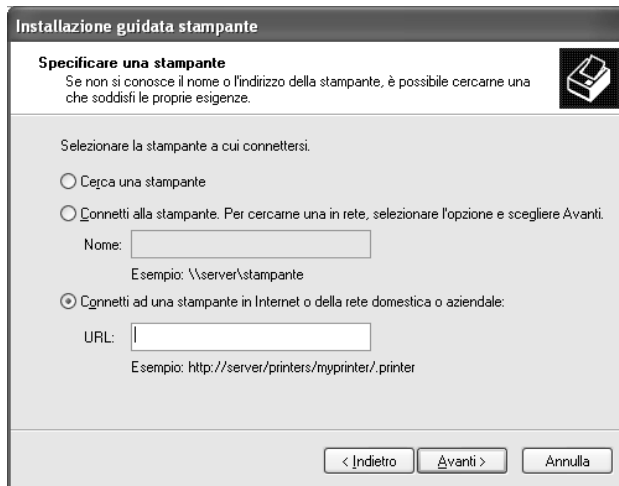 Installazione guidata stampante
Specificare una stampante
Se non si conosce il nome o l'indirizzo della stampante, è possibile cercarne una
che soddisfi le proprie esigenze.
Selezionare la stampante a cui connettersi.
Cerca una stampante
Connetti alla stampante. Per cercarne una in rete, selezionare l'opzione e scegliere Avanti.
Nome:
Esempio: \\server\stampante
Connetti ad una stampante in Internet o della rete domestica o aziendale:
URL:
Esempio: http://server/printers/myprinter/.printer
< Indietro Avanti > Annulla